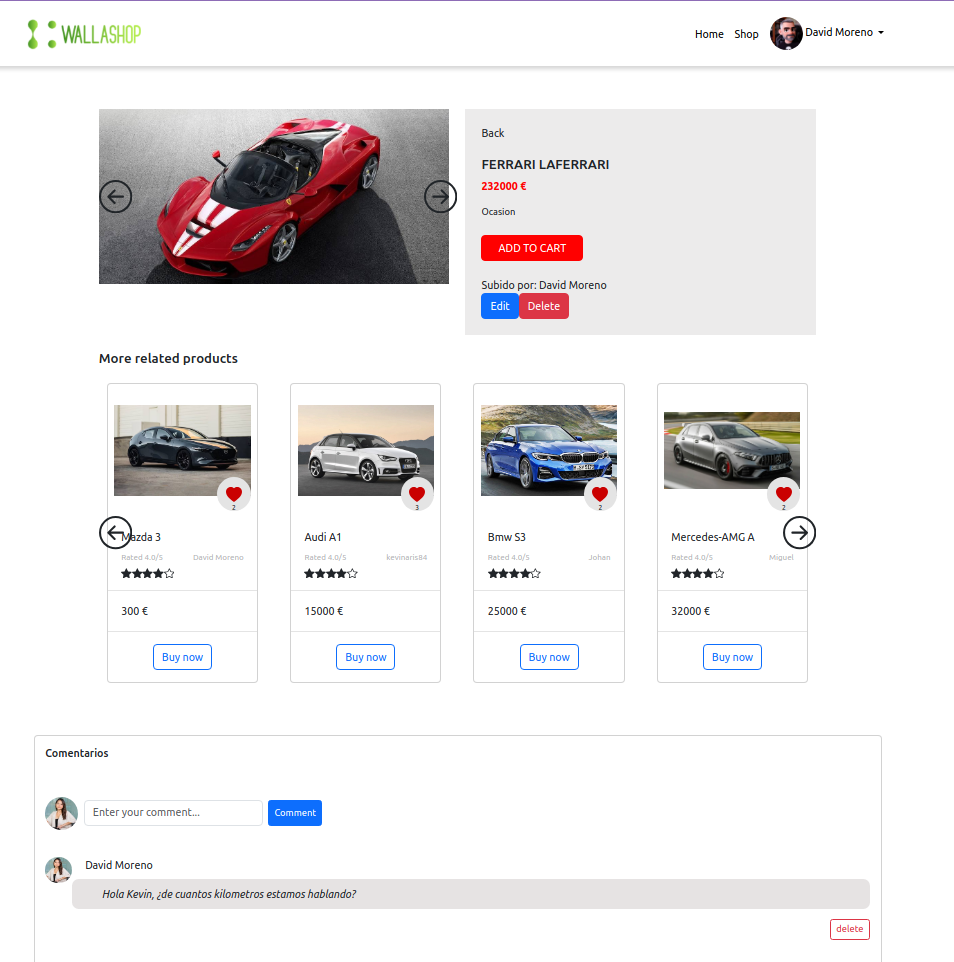 WALLASHOP
Home Shop David Moreno
Back
FERRARI LAFERRARI
232000 €
Ocasion
ADD TO CART
Subido por: David Moreno
Edit Delete
More related products
2
3
2
2
Mazda 3
Rated 4.0/5 David Moreno
300 €
Buy now
Audi A1
Rated 4.0/5 kevinaris84
15000 €
Buy now
Bmw S3
Rated 4.0/5 Johan
25000 €
Buy now
Mercedes-AMG A
Rated 4.0/5 Miguel
32000 €
Buy now
Comentarios
Enter your comment... Comment
David Moreno
Hola Kevin, ¿de cuantos kilometros estamos hablando?
delete